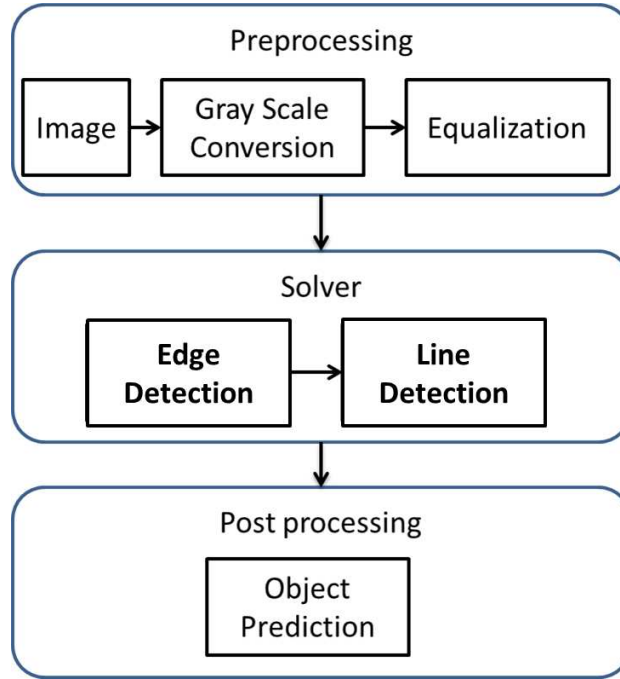 Preprocessing
Image
Gray Scale
Conversion
Equalization
Solver
Edge
Detection
Line
Detection
Post processing
Object
Prediction